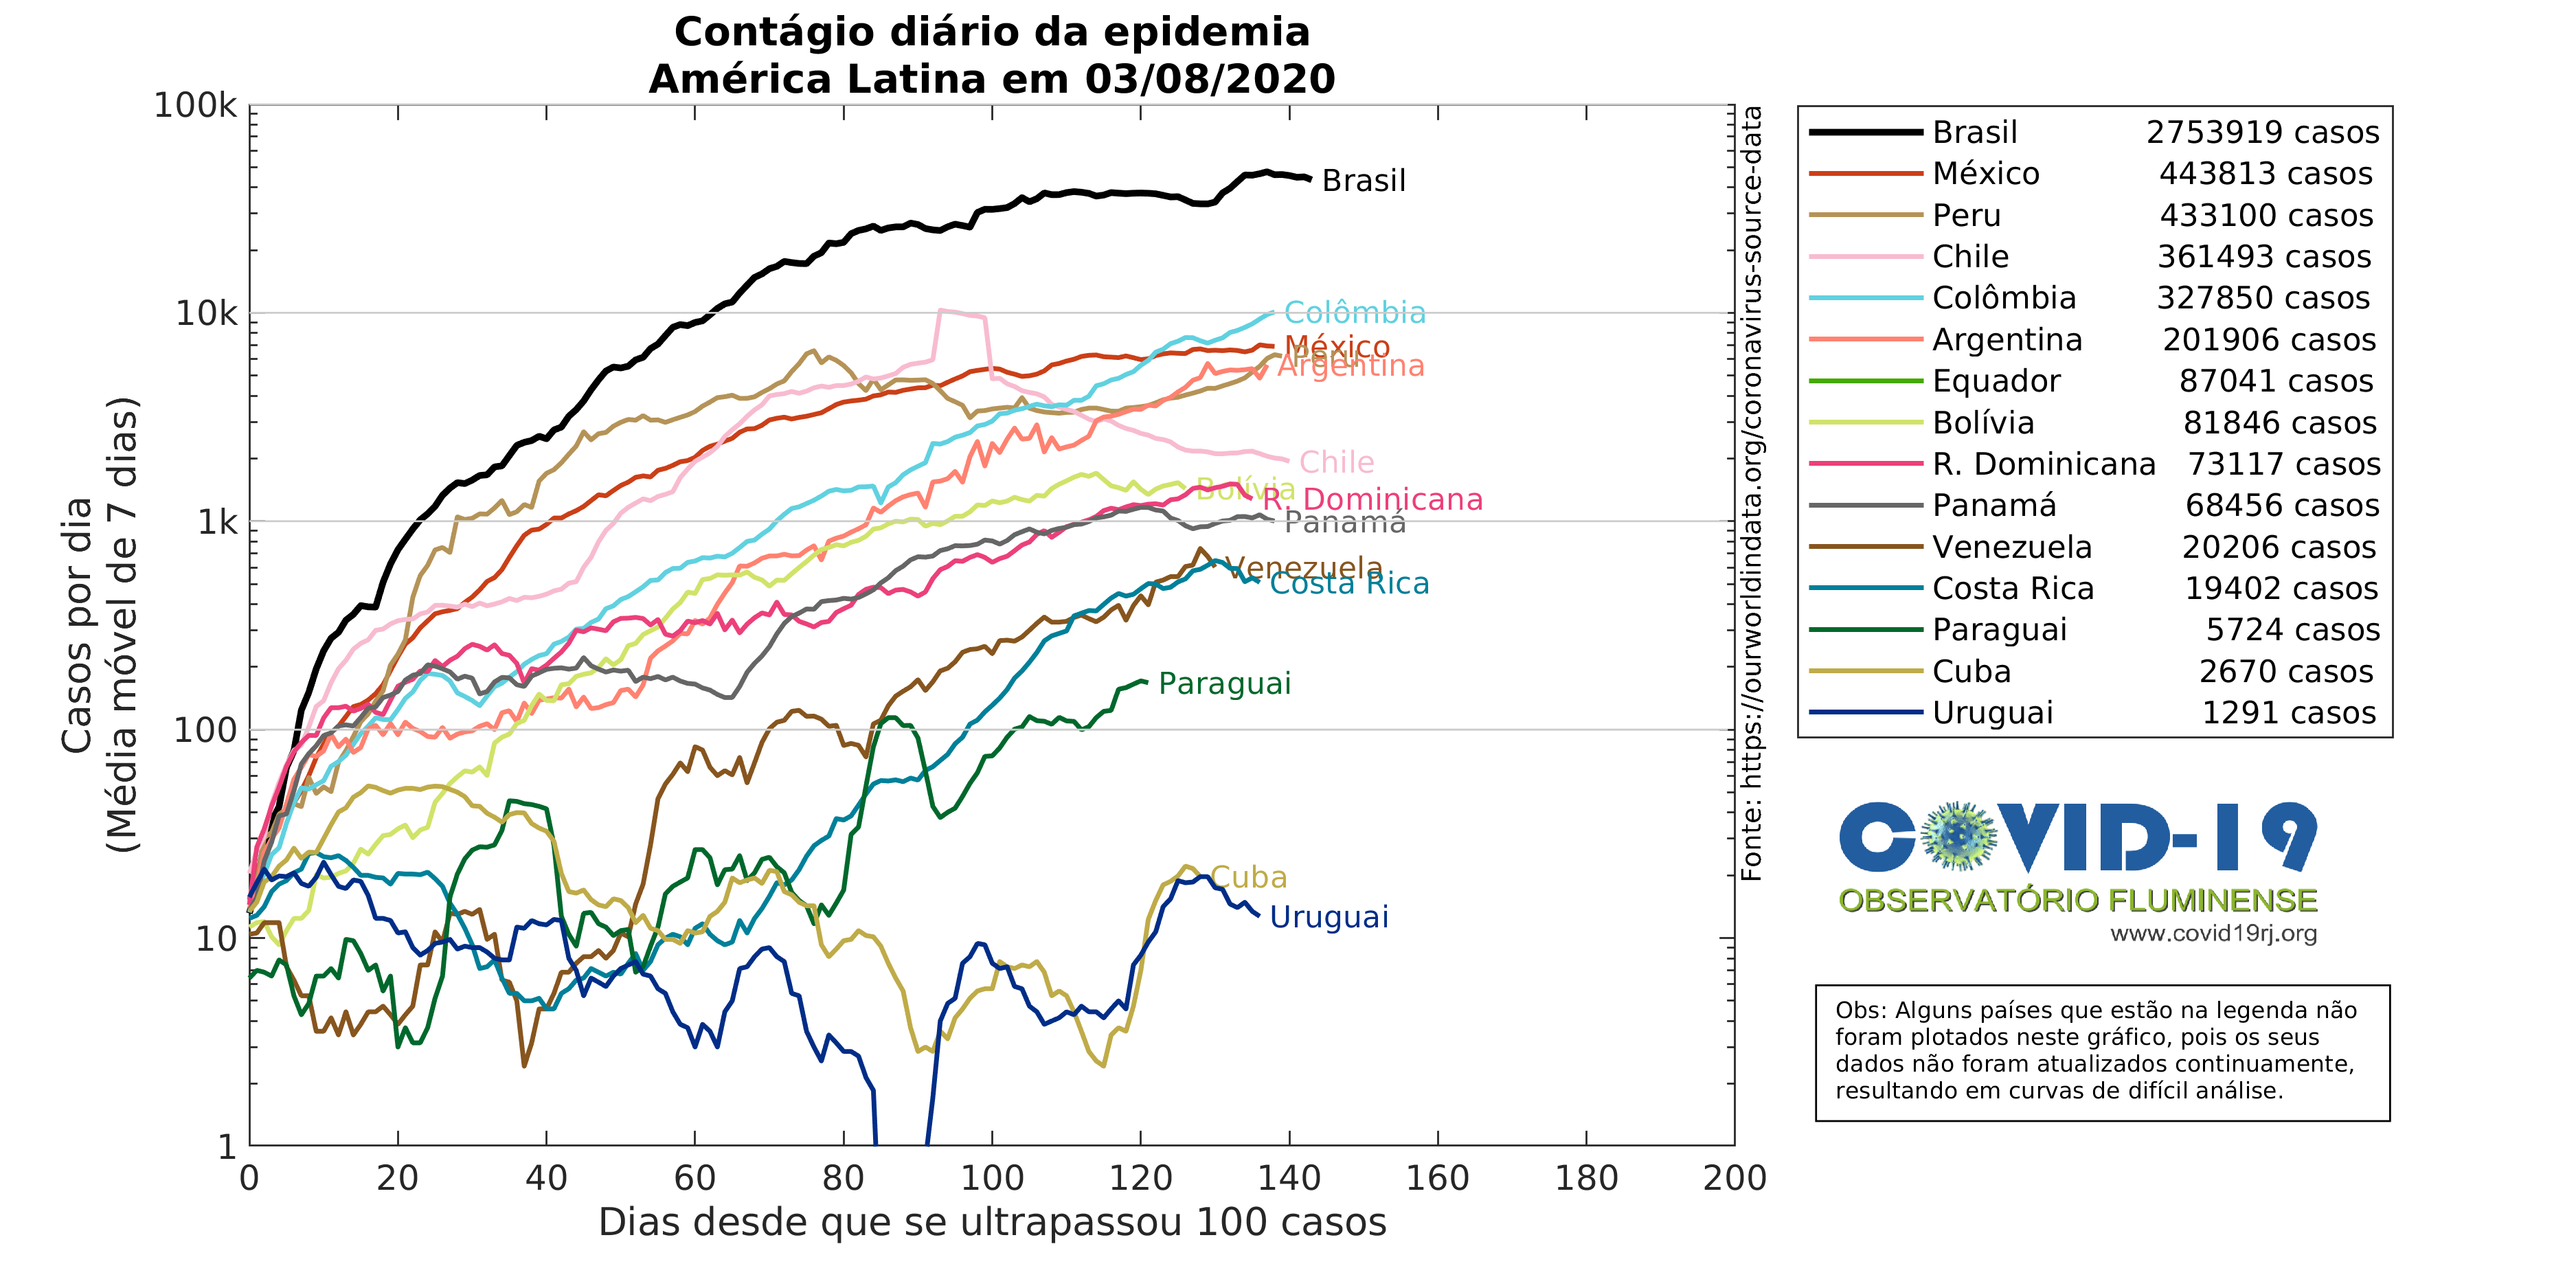 Contágio diário da epidemia
América Latina em 03/08/2020
Casos por dia
(Média móvel de 7 dias)
100k
10k
1k
100
10
1
0 20 40 60 80 100 120 140 160 180 200
Dias desde que se ultrapassou 100 casos
Brasil
Colômbia
México
Peru
Argentina
Chile
Bolívia
R. Dominicana
Panamá
Venezuela
Costa Rica
Paraguai
Cuba
Uruguai
Fonte: https://ourworldindata.org/coronavirus-source-data
Brasil 2753919 casos
México 443813 casos
Peru 433100 casos
Chile 361493 casos
Colômbia 327850 casos
Argentina 201906 casos
Equador 87041 casos
Bolívia 81846 casos
R. Dominicana 73117 casos
Panamá 68456 casos
Venezuela 20206 casos
Costa Rica 19402 casos
Paraguai 5724 casos
Cuba 2670 casos
Uruguai 1291 casos
COVID-19
OBSERVATÓRIO FLUMINENSE
www.covid19rj.org
Obs: Alguns países que estão na legenda não
foram plotados neste gráfico, pois os seus
dados não foram atualizados continuamente,
resultando em curvas de difícil análise.